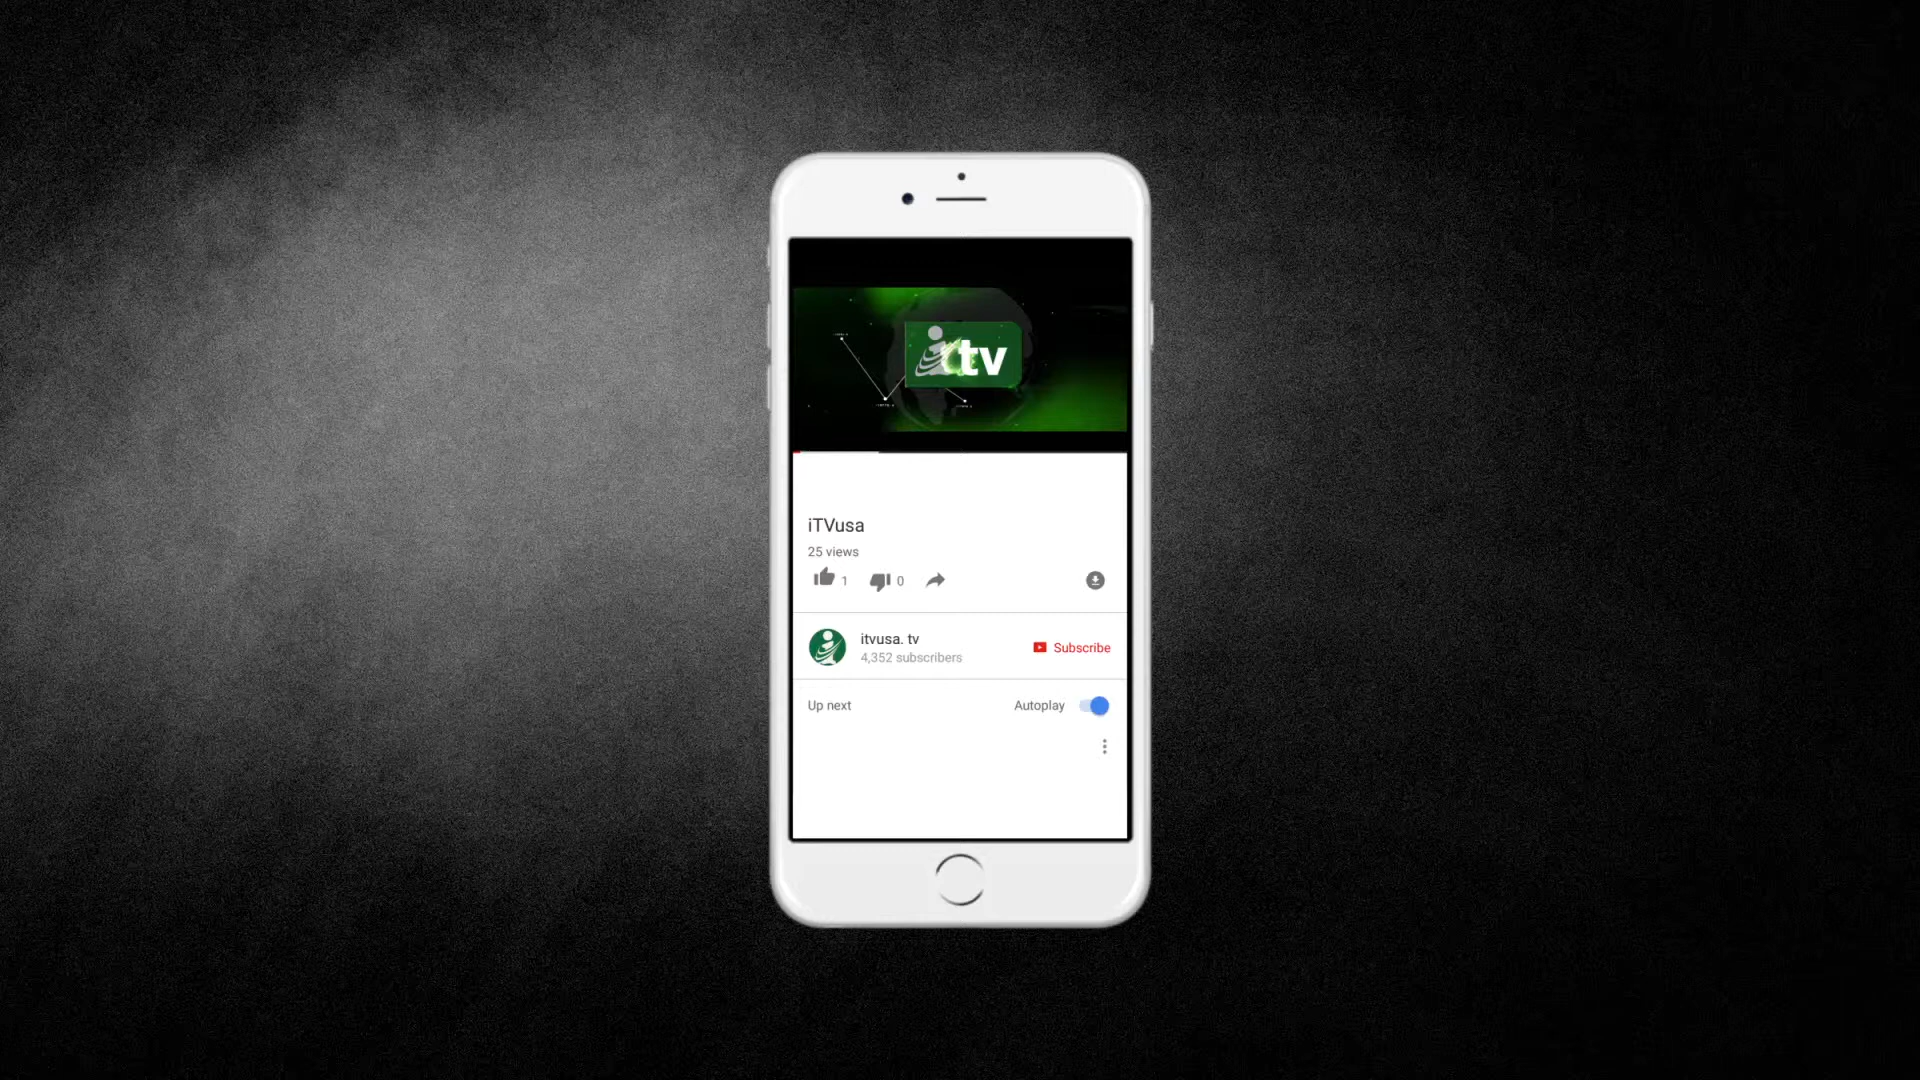 itv
iTVusa
25 views
1 0
itvusa. tv
4,352 subscribers
Subscribe
Up next
Autoplay